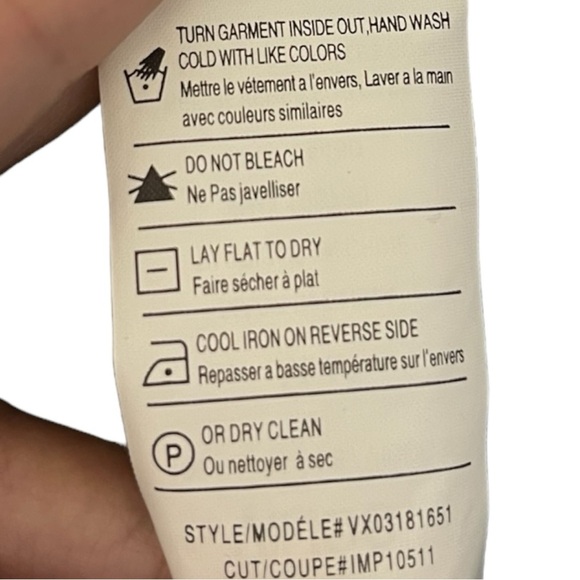 TURN GARMENT INSIDE OUT,HAND WASH
COLD WITH LIKE COLORS
Mettre le vétement a l'envers, Laver a la main
avec couleurs similaires
DO NOT BLEACH
Ne Pas javelliser
LAY FLAT TO DRY
Faire sécher à plat
COOL IRON ON REVERSE SIDE
Repasser a basse température sur l'envers
P
OR DRY CLEAN
Ou nettoyer à sec
STYLE/MODÉLE# VX03181651
CUT/COUPE#IMP10511